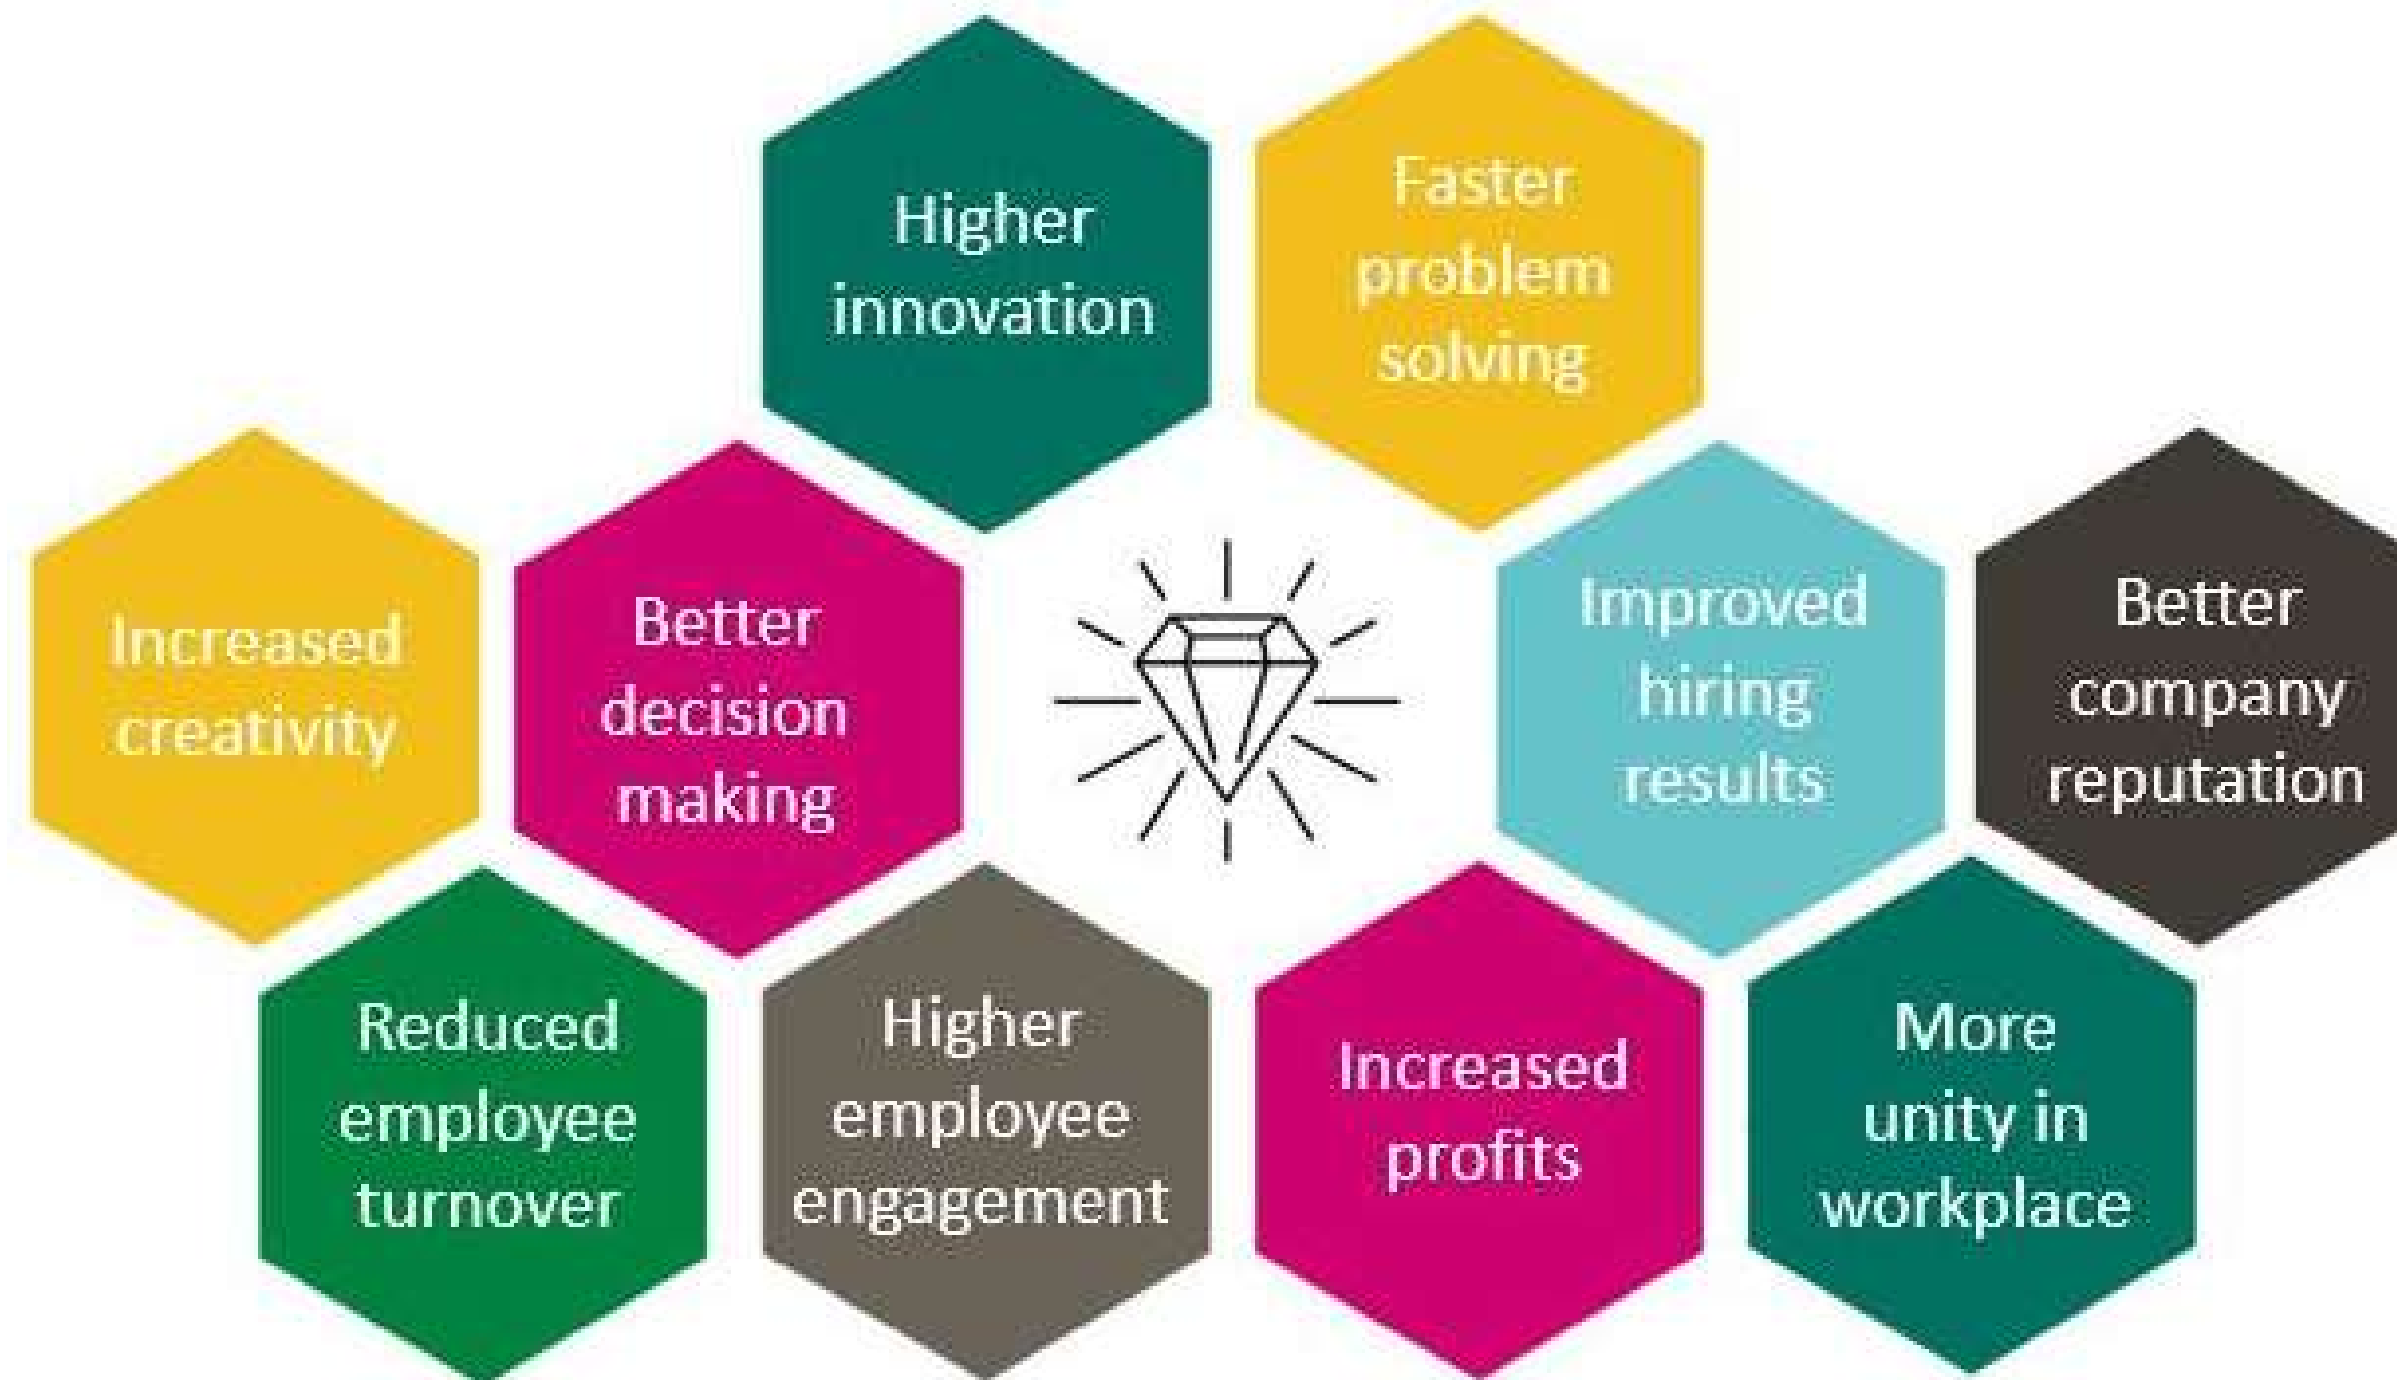 Higher
innovation
Faster
problem
solving
Increased
creativity
Better
decision
making
Improved
hiring
results
Better
company
reputation
Reduced
employee
turnover
Higher
employee
engagement
Increased
profits
More
unity in
workplace